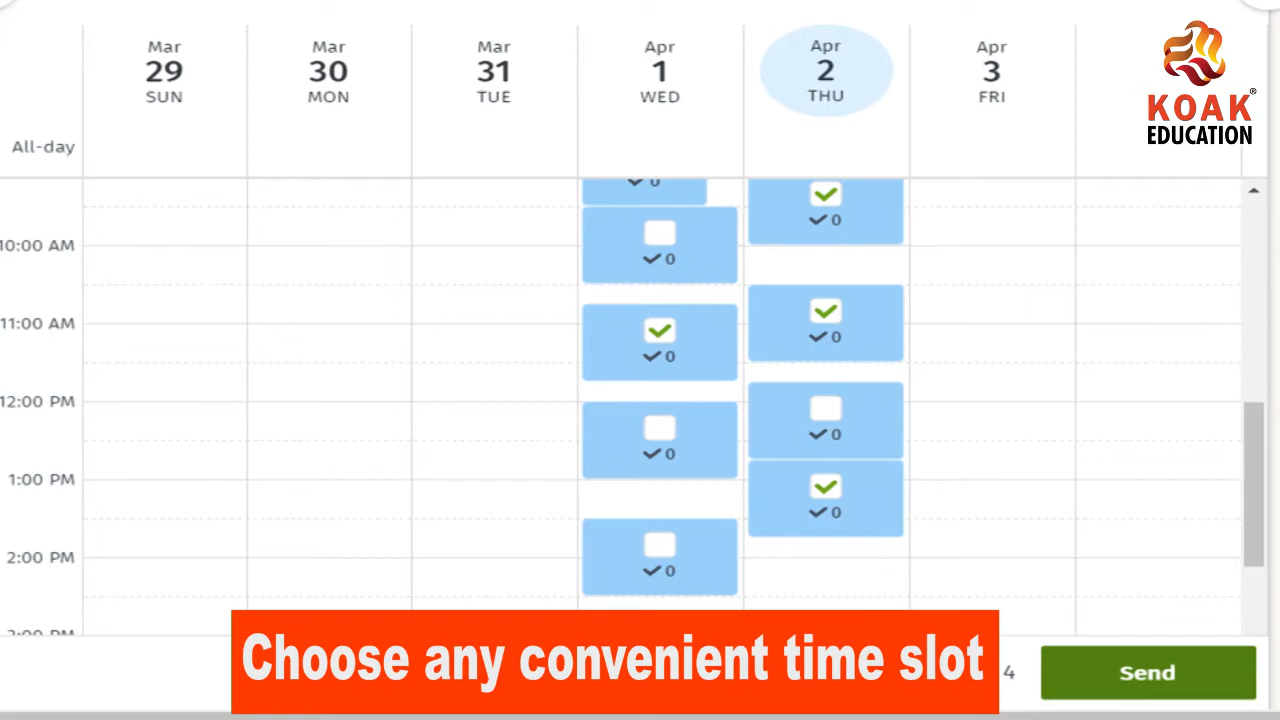 Mar Mar Mar Apr Apr Apr
29 30 31 1 2 3
SUN MON TUE WED THU FRI
KOAK®
EDUCATION
All-day
0
0
10:00 AM
0
11:00 AM
0
0
12:00 PM
0
0
1:00 PM
0
2:00 PM
0
Choose any convenient time slot
4
Send